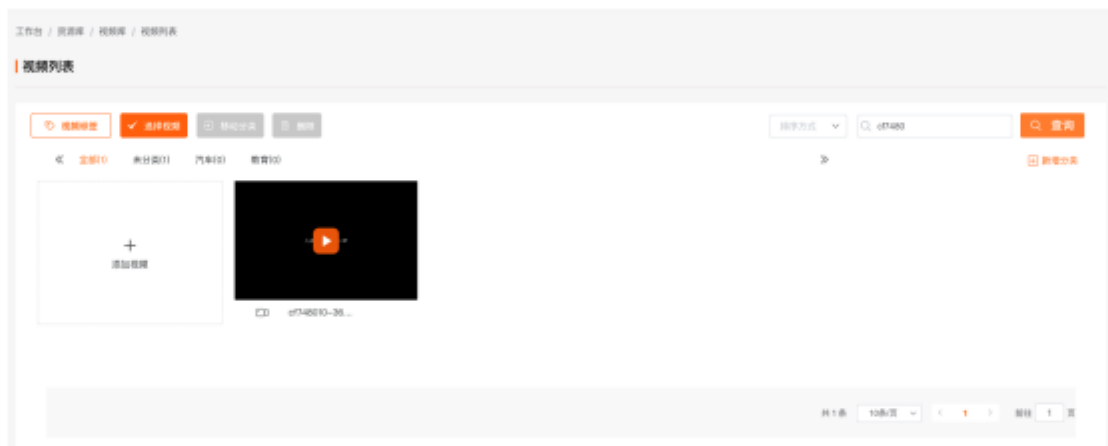 工作台 / 资源库 / 视频库 / 视频列表
视频列表
视频标签 选择视频 移动分类 删除 排序方式 cf7480 查询
全部(1) 未分类(1) 汽车(0) 教育(0) 新增分类
添加视频
cf748010-36...
共1条 10条/页 1 前往 1 页